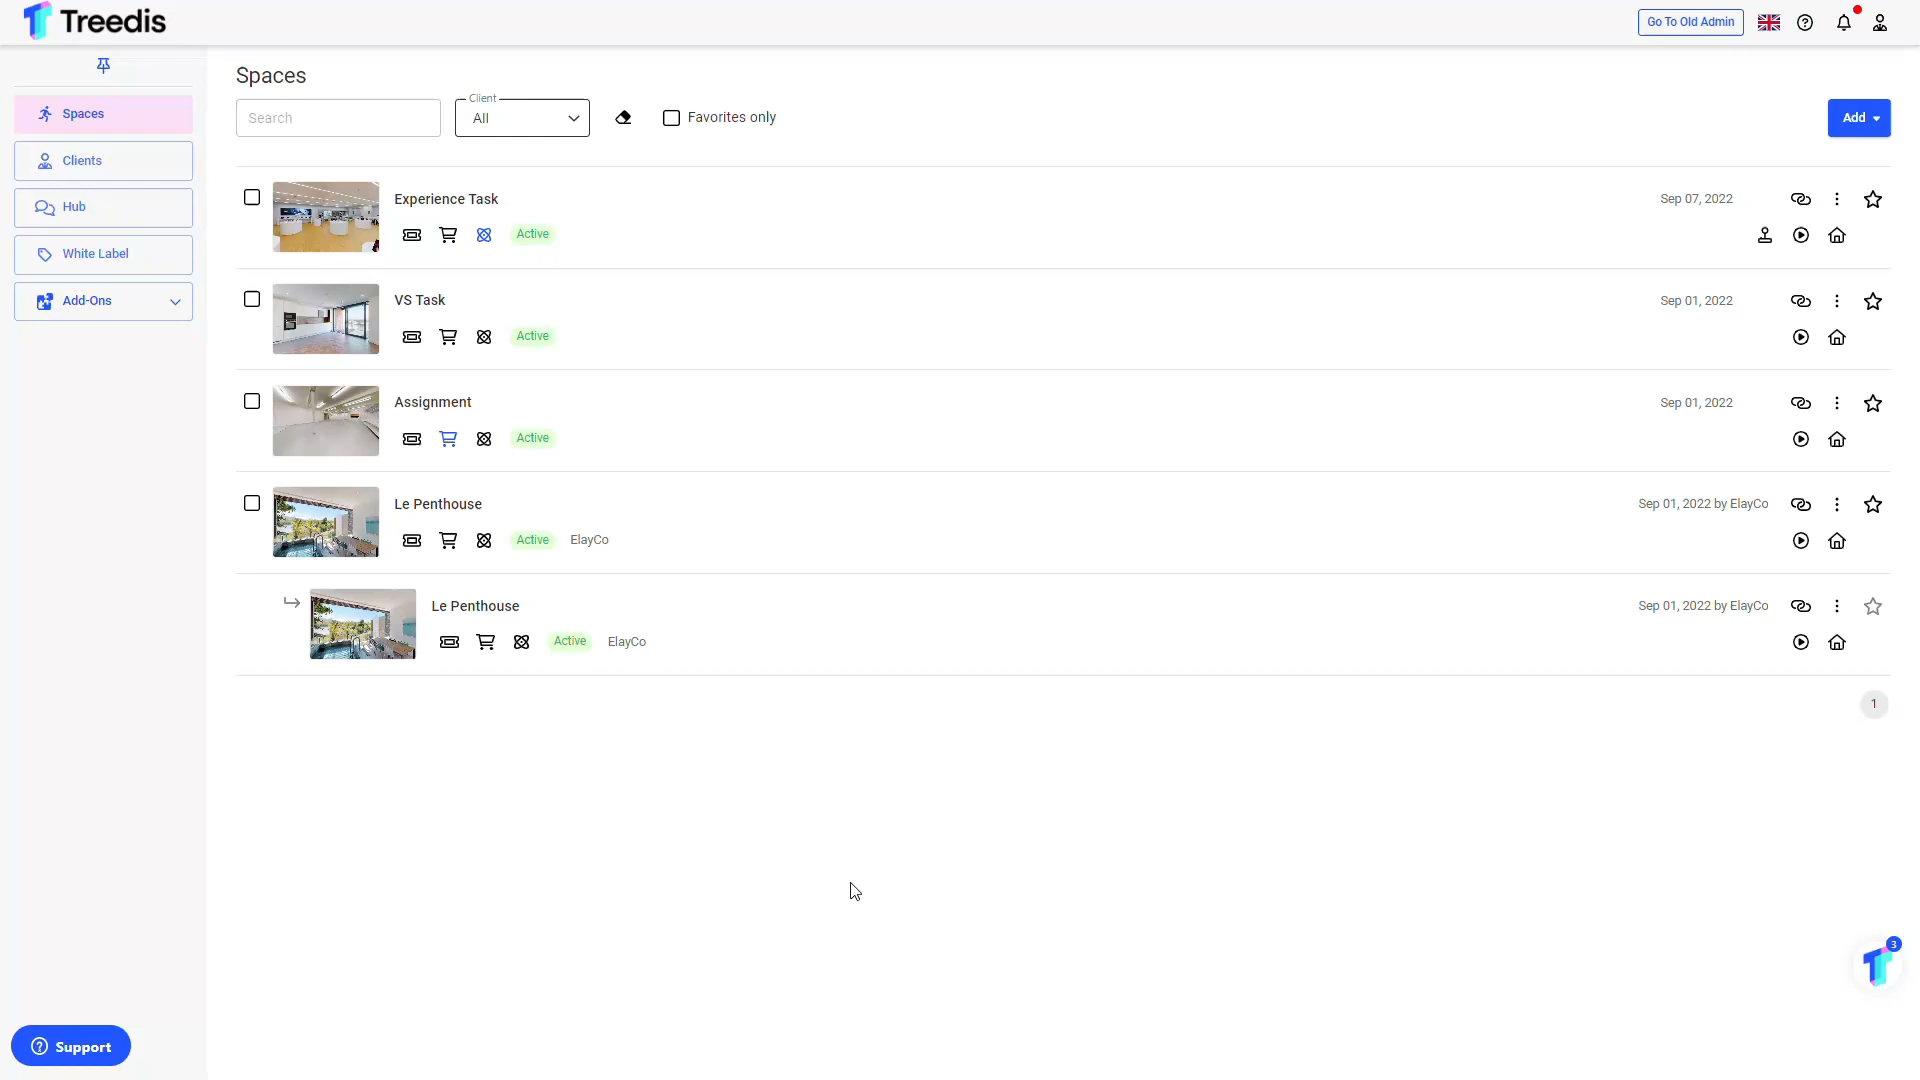 Treedis
Go To Old Admin
Spaces
Clients
Hub
White Label
Add-Ons
Spaces
Search
Client
All
Favorites only
Add
Experience Task
Active
Sep 07, 2022
VS Task
Active
Sep 01, 2022
Assignment
Active
Sep 01, 2022
Le Penthouse
Active ElayCo
Sep 01, 2022 by ElayCo
Le Penthouse
Active ElayCo
Sep 01, 2022 by ElayCo
1
3
Support